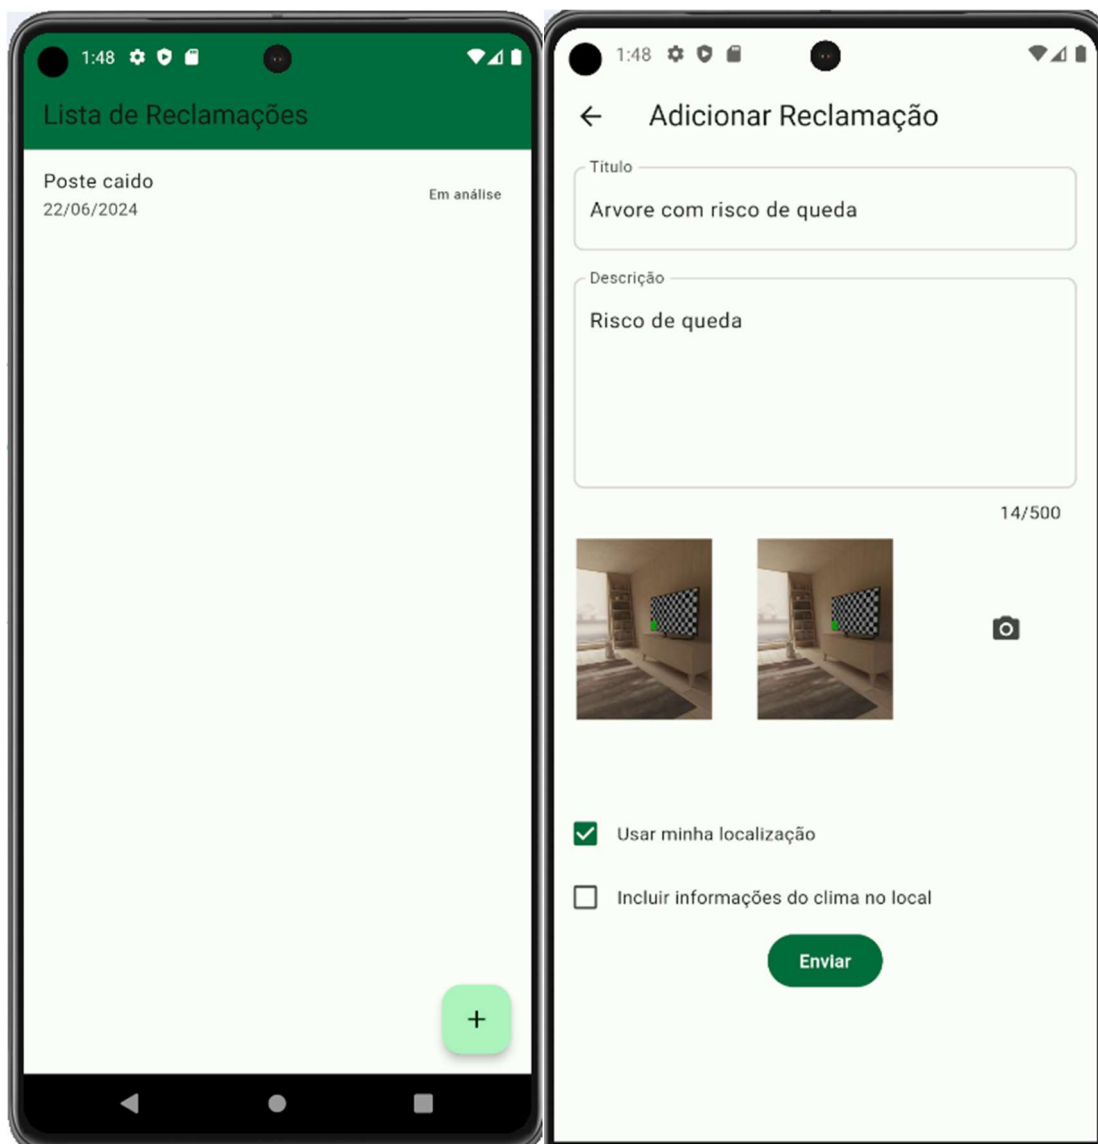 1:48
Lista de Reclamações
Poste caido
22/06/2024
Em análise
+
1:48
Adicionar Reclamação
Título
Arvore com risco de queda
Descrição
Risco de queda
14/500
Usar minha localização
Incluir informações do clima no local
Enviar